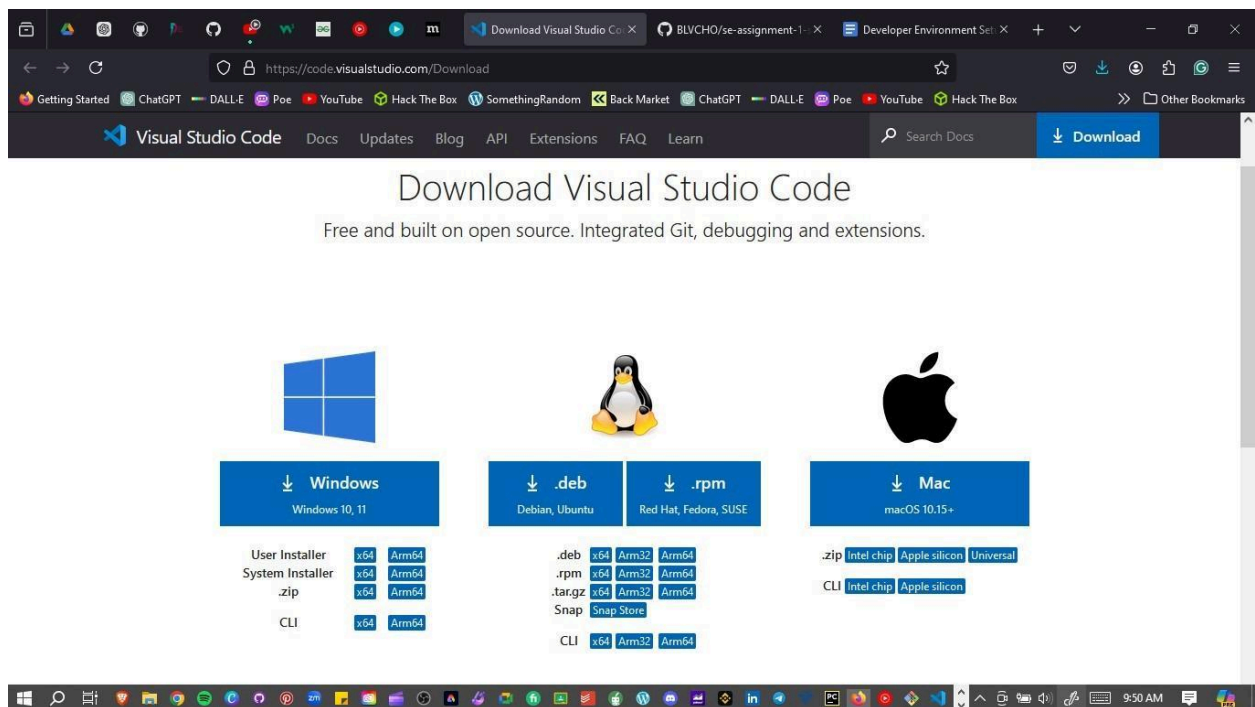 Download Visual Studio Co
BLVCHO/se-assignment-1-
Developer Environment Set
https://code.visualstudio.com/Download
Getting Started ChatGPT DALL·E Poe YouTube Hack The Box SomethingRandom Back Market ChatGPT DALL·E Poe YouTube Hack The Box Other Bookmarks
Visual Studio Code Docs Updates Blog API Extensions FAQ Learn Search Docs Download
Download Visual Studio Code
Free and built on open source. Integrated Git, debugging and extensions.
Windows
Windows 10, 11
User Installer x64 Arm64
System Installer x64 Arm64
.zip x64 Arm64
CLI x64 Arm64
.deb
Debian, Ubuntu
.rpm
Red Hat, Fedora, SUSE
.deb x64 Arm32 Arm64
.rpm x64 Arm32 Arm64
.tar.gz x64 Arm32 Arm64
Snap Snap Store
CLI x64 Arm32 Arm64
Mac
macOS 10.15+
.zip Intel chip Apple silicon Universal
CLI Intel chip Apple silicon
9:50 AM